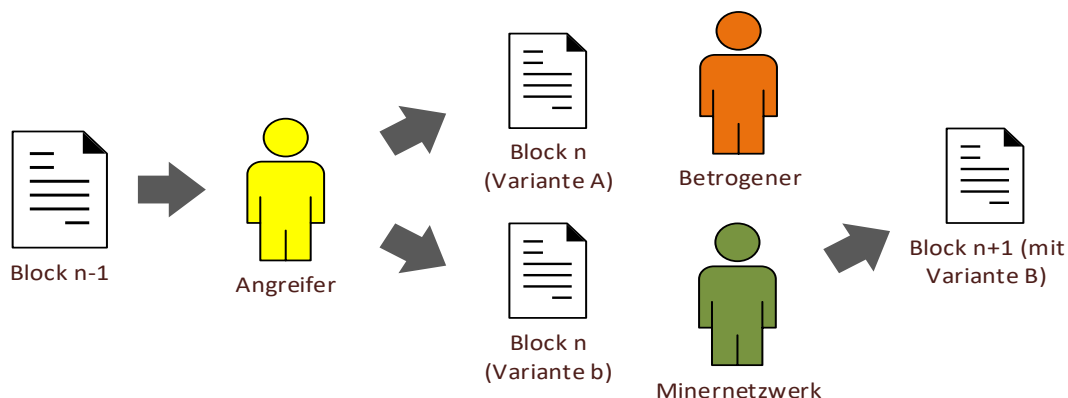 Block n-1
Angreifer
Block n
(Variante A)
Betrogener
Block n
(Variante b)
Minernetzwerk
Block n+1 (mit
Variante B)